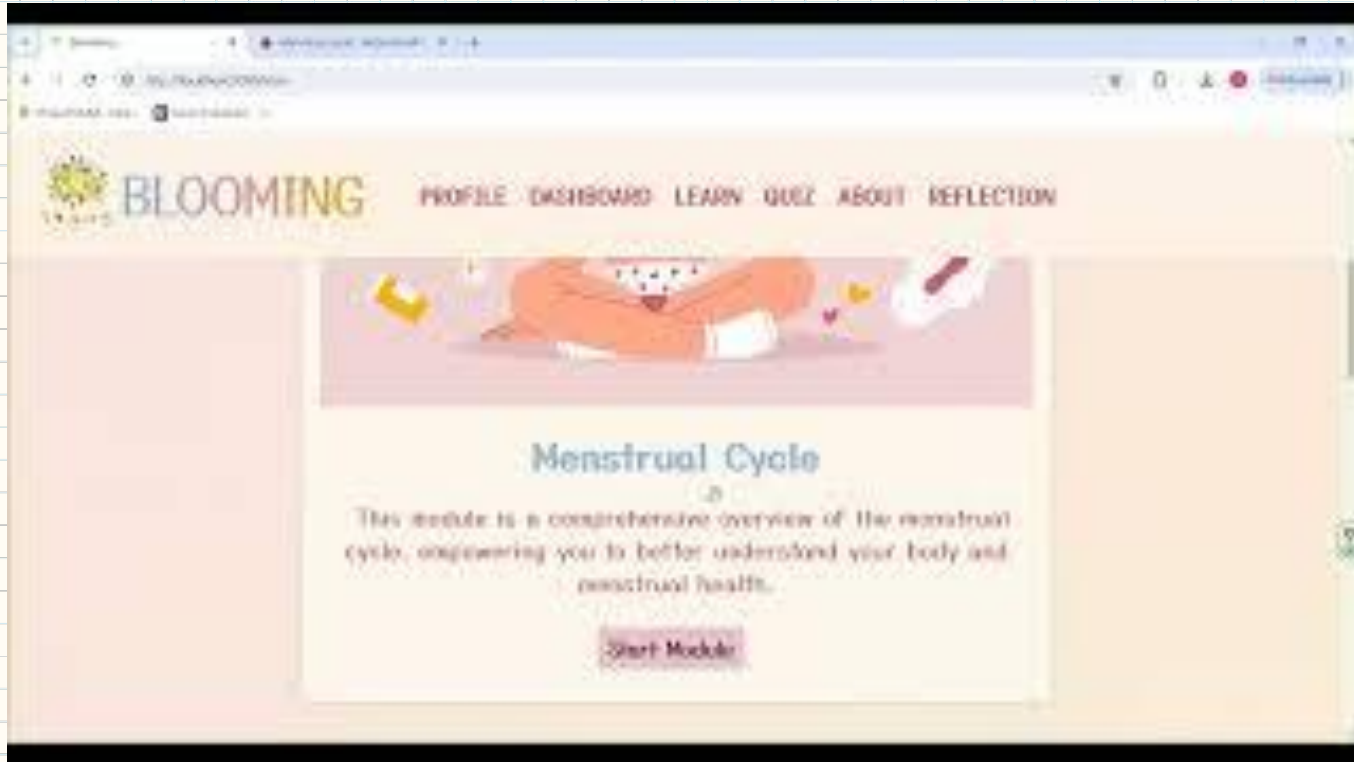 BLOOMING
PROFILE DASHBOARD LEARN QUIZ ABOUT REFLECTION
Menstrual Cycle
This module is a comprehensive overview of the menstrual
cycle, empowering you to better understand your body and
menstrual health.
Start Module